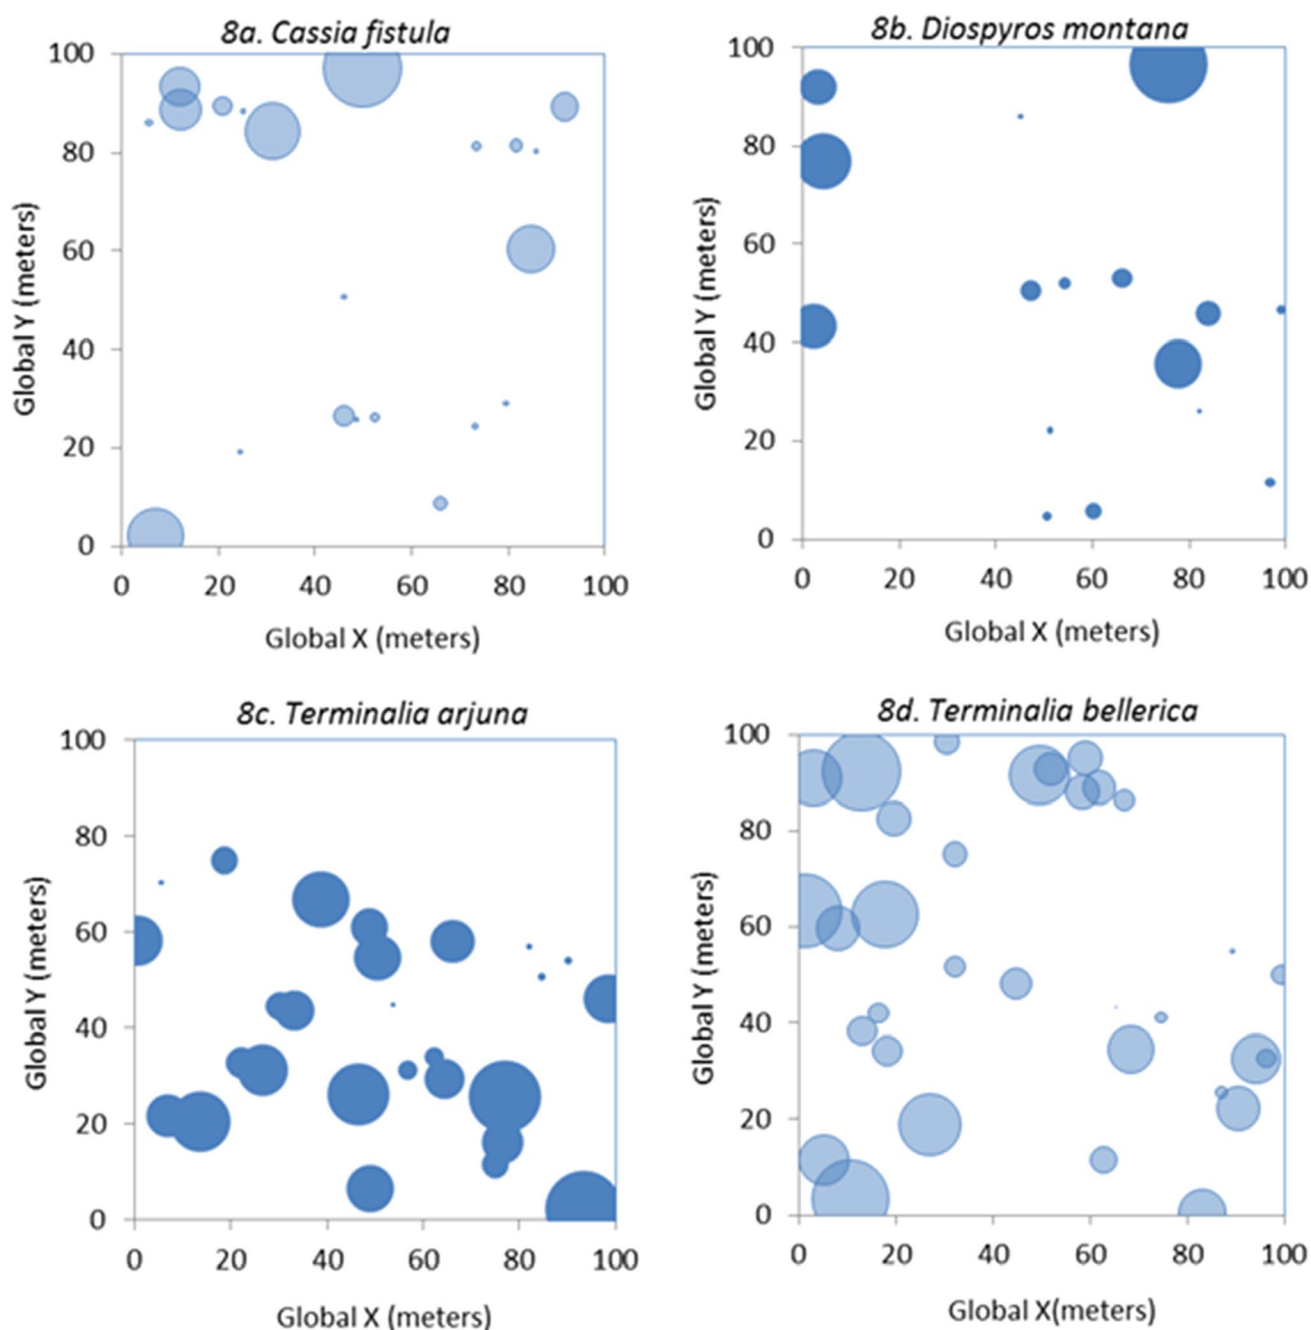 8a. Cassia fistula
100
80
60
40
20
0
0 20 40 60 80 100
Global X (meters)
Global Y (meters)
8b. Diospyros montana
100
80
60
40
20
0
0 20 40 60 80 100
Global X (meters)
Global Y (meters)
8c. Terminalia arjuna
100
80
60
40
20
0
0 20 40 60 80 100
Global X (meters)
Global Y (meters)
8d. Terminalia bellerica
100
80
60
40
20
0
0 20 40 60 80 100
Global X(meters)
Global Y (meters)